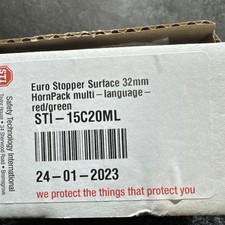 Euro Stopper Surface 32mm
HornPack multi-language-
red/green
STI-15C20ML
24-01-2023
we protect the things that protect you
STI
Safety Technology International